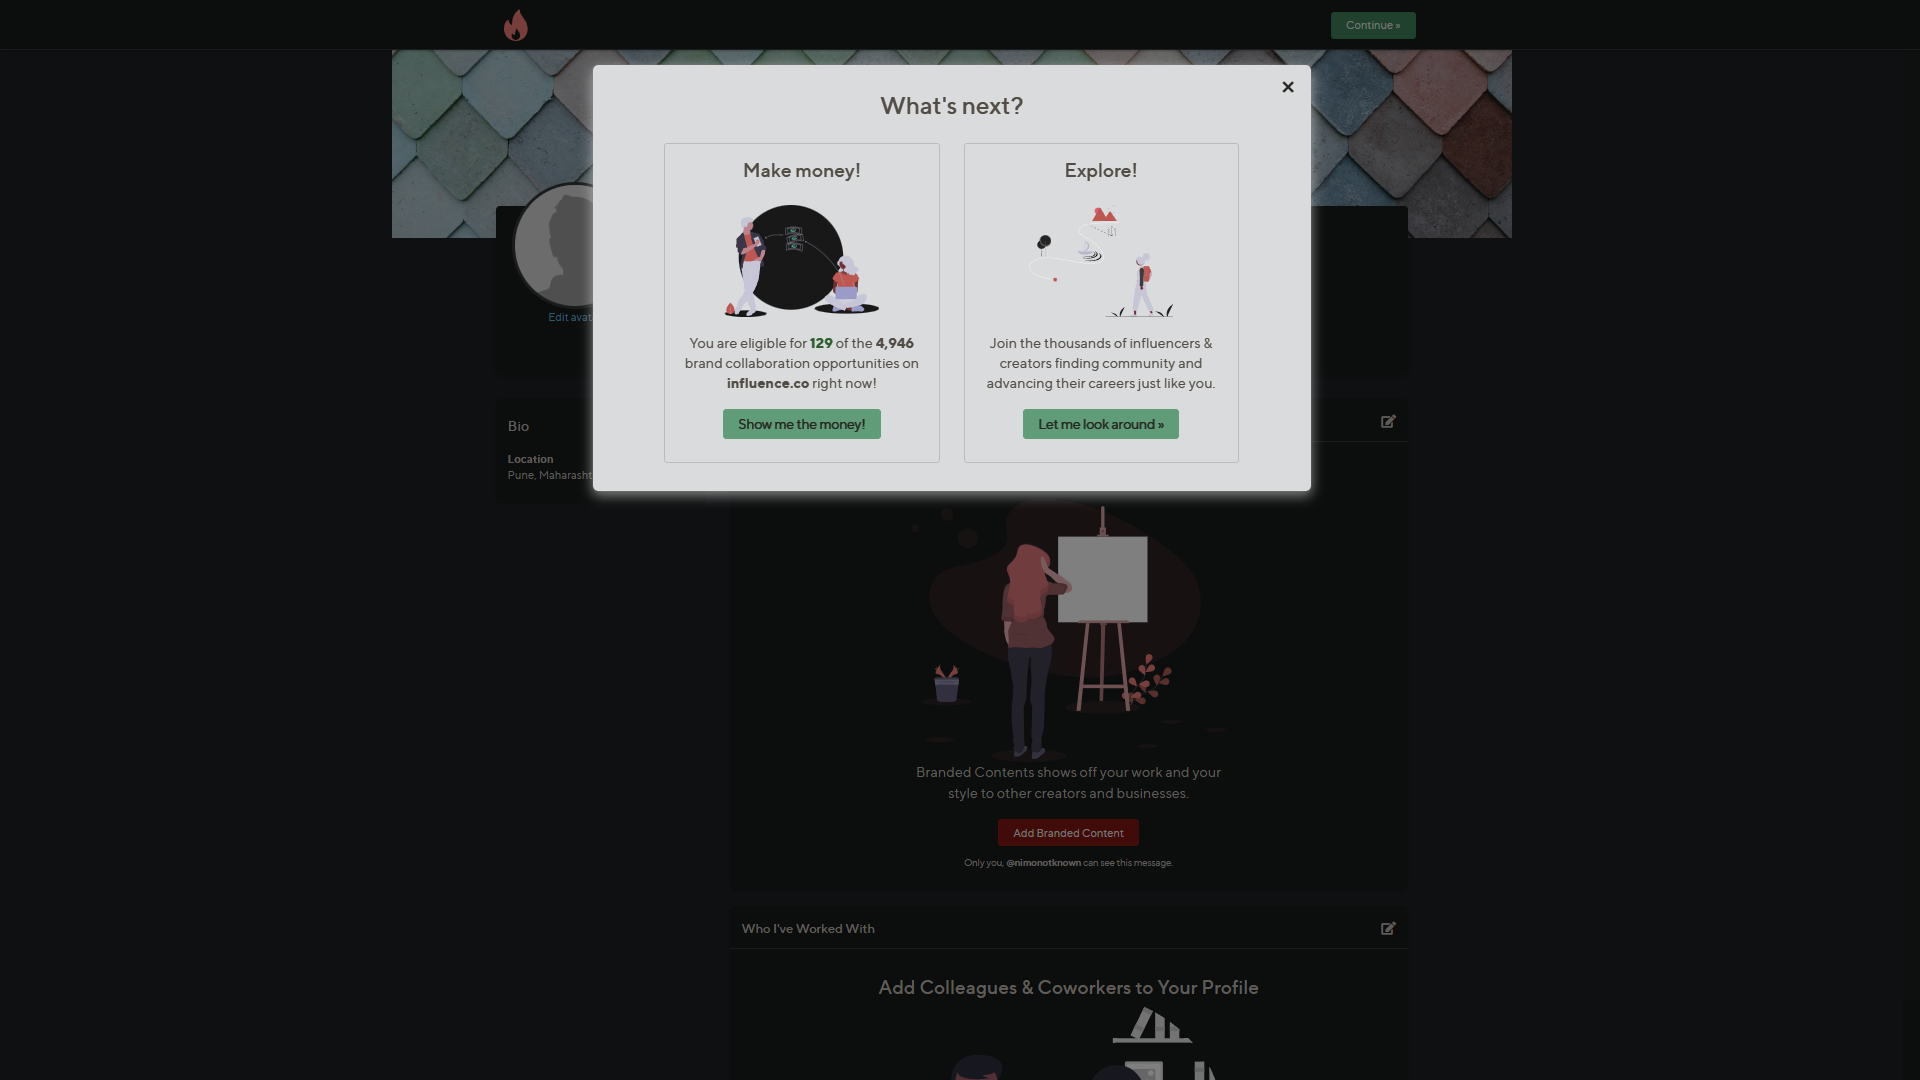 Continue »
What's next?
Make money!
You are eligible for 129 of the 4,946
brand collaboration opportunities on
influence.co right now!
Show me the money!
Explore!
Join the thousands of influencers &
creators finding community and
advancing their careers just like you.
Let me look around »
Edit avat
Bio
Location
Pune, Maharasht
Branded Contents shows off your work and your
style to other creators and businesses.
Add Branded Content
Only you, @nimonotknown can see this message.
Who I've Worked With
Add Colleagues & Coworkers to Your Profile